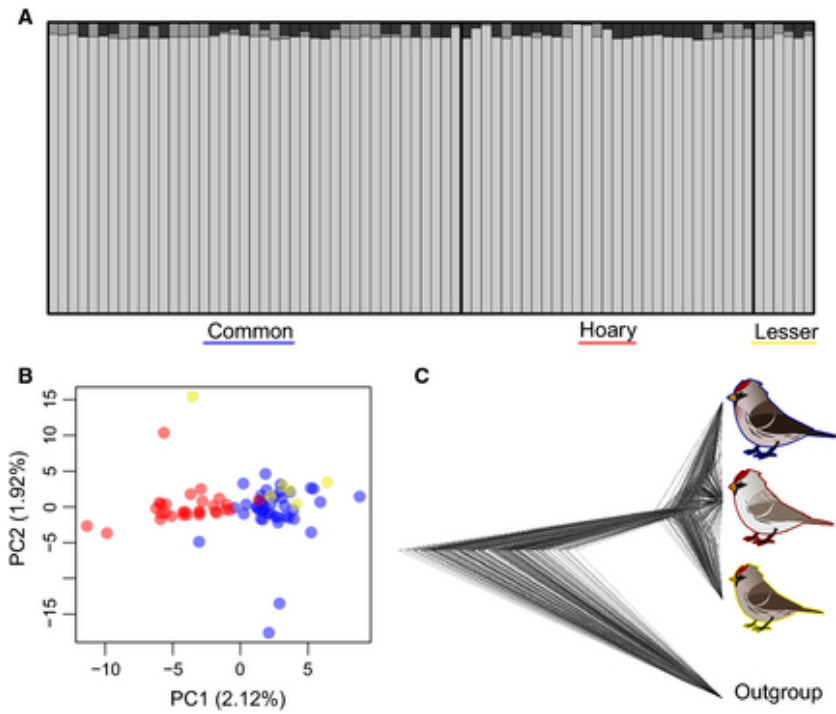 A
Common
Hoary
Lesser
B
15
10
5
0
−5
−15
−10
−5
0
5
PC2 (1.92%)
PC1 (2.12%)
C
Outgroup